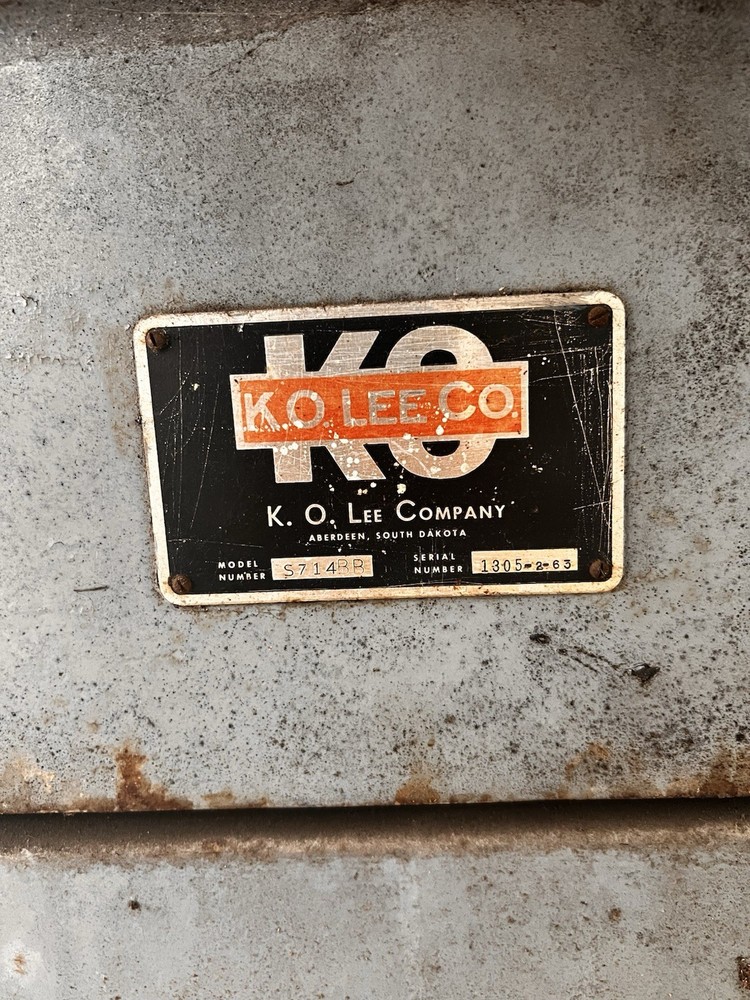 KO
K.O. LEE CO.
K. O. LEE COMPANY
ABERDEEN, SOUTH DAKOTA
MODEL NUMBER S714BB
SERIAL NUMBER 1305-2-63